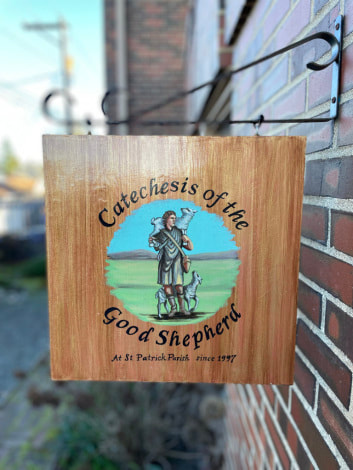 Catechesis of the
Good Shepherd
At St Patrick Parish since 1997